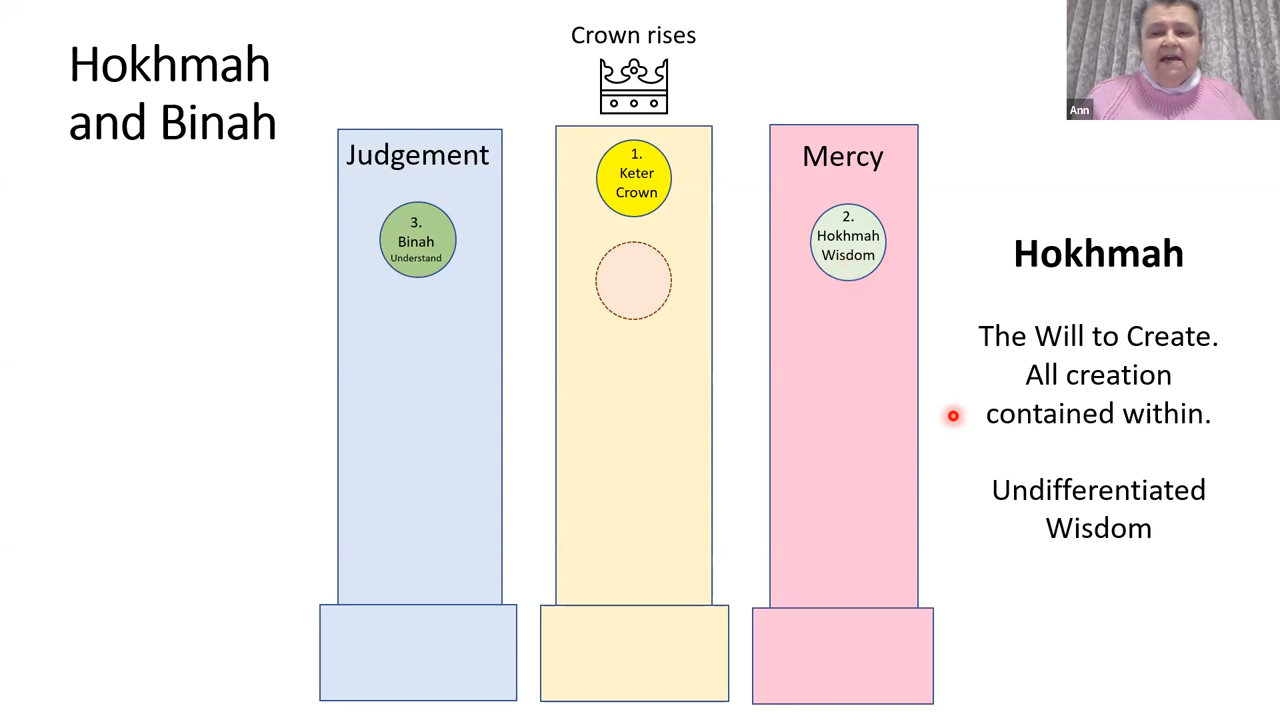 Hokhmah
and Binah
Crown rises
Judgement
3.
Binah
Understand
1.
Keter
Crown
Mercy
2.
Hokhmah
Wisdom
Hokhmah
The Will to Create.
All creation
contained within.
Undifferentiated
Wisdom
Ann